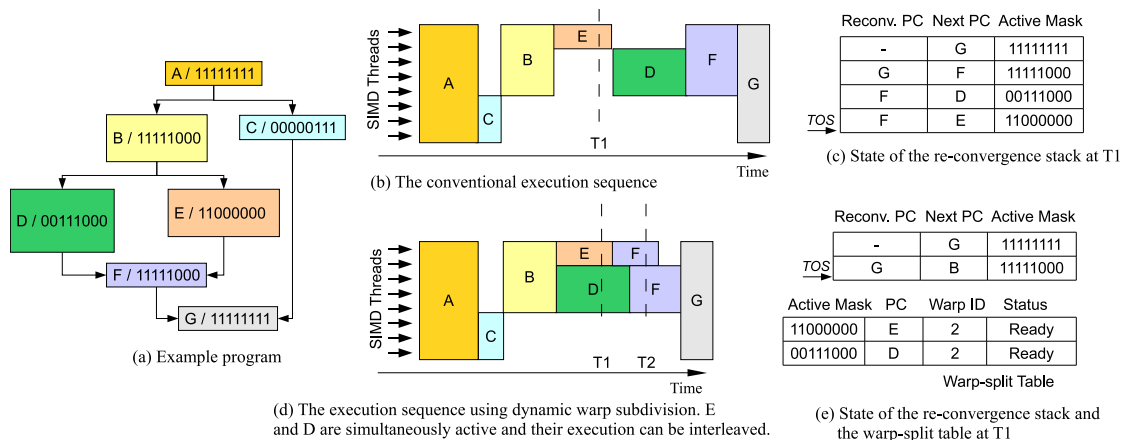 A / 11111111
B / 11111000
C / 00000111
D / 00111000
E / 11000000
F / 11111000
G / 11111111
(a) Example program
SIMD Threads
A
C
B
E
D
F
G
T1
Time
(b) The conventional execution sequence
Reconv. PC Next PC Active Mask
- G 11111111
G F 11111000
F D 00111000
TOS F E 11000000
(c) State of the re-convergence stack at T1
SIMD Threads
A
C
B
E
F
D
F
G
T1 T2
Time
(d) The execution sequence using dynamic warp subdivision. E
and D are simultaneously active and their execution can be interleaved.
Reconv. PC Next PC Active Mask
- G 11111111
TOS G B 11111000
Active Mask PC Warp ID Status
11000000 E 2 Ready
00111000 D 2 Ready
Warp-split Table
(e) State of the re-convergence stack and
the warp-split table at T1